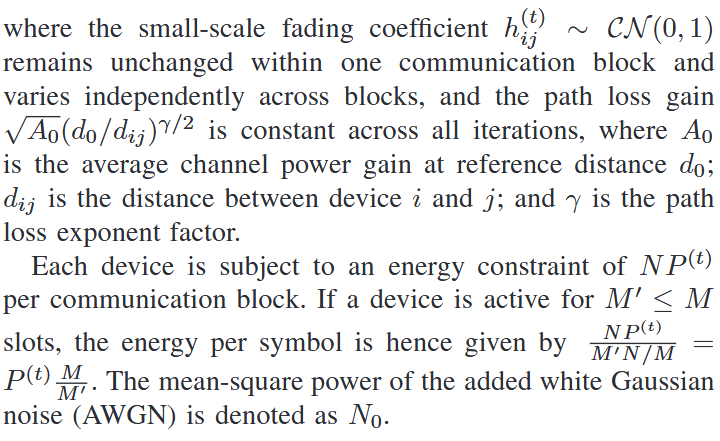 where the small-scale fading coefficient $h_{ij}^{(t)} \sim \mathcal{CN}(0, 1)$
remains unchanged within one communication block and
varies independently across blocks, and the path loss gain
$\sqrt{A_0}(d_0/d_{ij})^{\gamma/2}$ is constant across all iterations, where $A_0$
is the average channel power gain at reference distance $d_0$;
$d_{ij}$ is the distance between device $i$ and $j$; and $\gamma$ is the path
loss exponent factor.
Each device is subject to an energy constraint of $NP^{(t)}$
per communication block. If a device is active for $M' \leq M$
slots, the energy per symbol is hence given by $\frac{NP^{(t)}}{M'N/M} =$
$P^{(t)}\frac{M}{M'}$. The mean-square power of the added white Gaussian
noise (AWGN) is denoted as $N_0$.